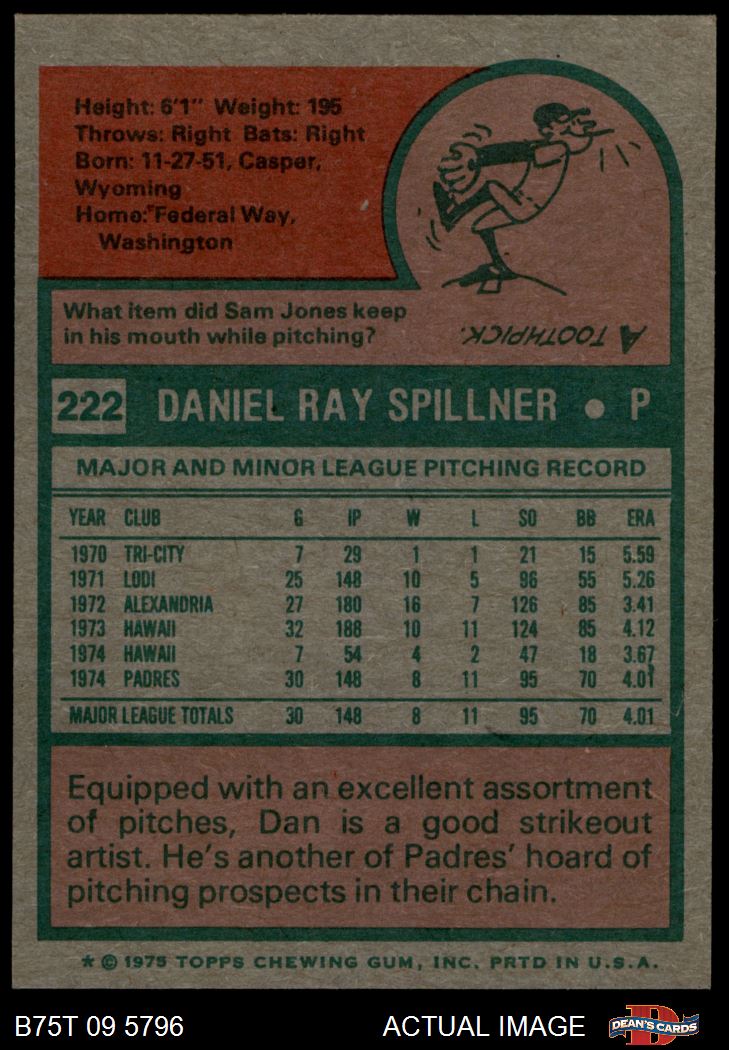 Height: 6'1" Weight: 195
Throws: Right Bats: Right
Born: 11-27-51, Casper,
Wyoming
Home: Federal Way,
Washington
What item did Sam Jones keep
in his mouth while pitching?
A TOOTHPICK.
222 DANIEL RAY SPILLNER • P
MAJOR AND MINOR LEAGUE PITCHING RECORD
YEAR CLUB G IP W L SO BB ERA
1970 TRI-CITY 7 29 1 1 21 15 5.59
1971 LODI 25 148 10 5 96 55 5.26
1972 ALEXANDRIA 27 180 16 7 126 85 3.41
1973 HAWAII 32 188 10 11 124 85 4.12
1974 HAWAII 7 54 4 2 47 18 3.67
1974 PADRES 30 148 8 11 95 70 4.01
MAJOR LEAGUE TOTALS 30 148 8 11 95 70 4.01
Equipped with an excellent assortment
of pitches, Dan is a good strikeout
artist. He's another of Padres' hoard of
pitching prospects in their chain.
* © 1975 TOPPS CHEWING GUM, INC. PRTD IN U.S.A.
B75T 09 5796 ACTUAL IMAGE DEAN'S CARDS